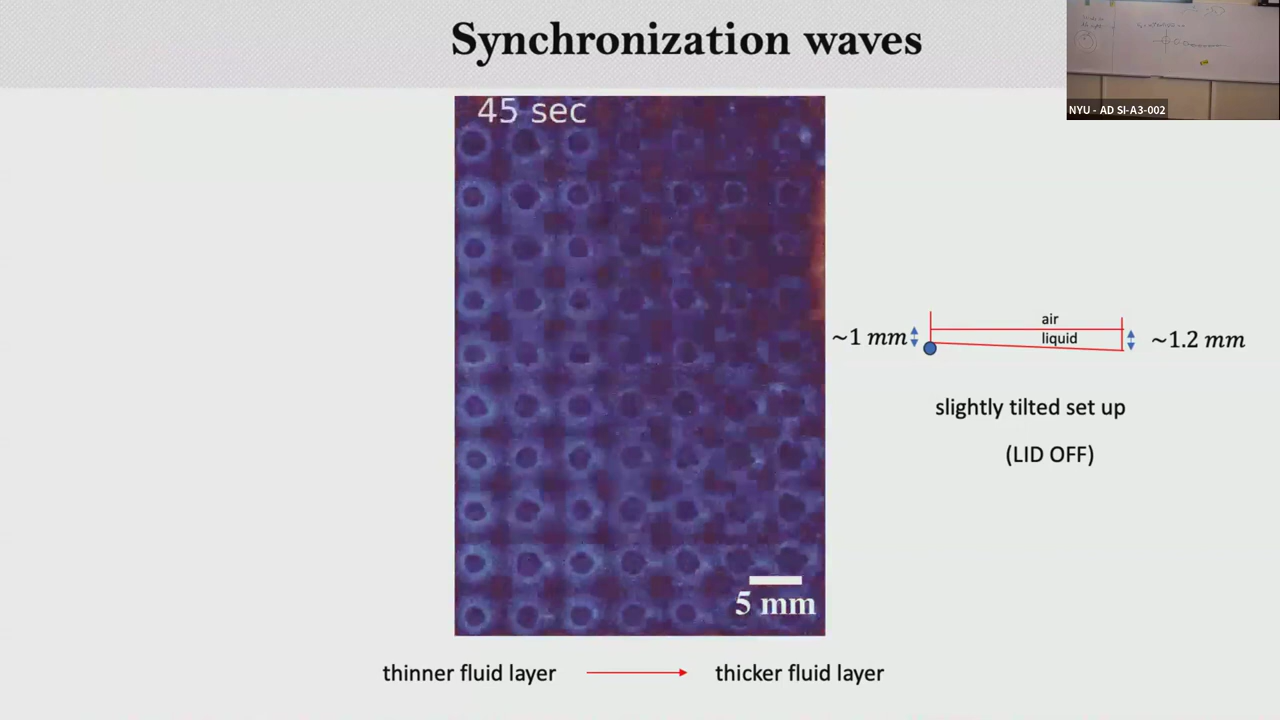 Synchronization waves
NYU - AD SI-A3-002
45 sec
air
~1 mm
liquid
~1.2 mm
slightly tilted set up
(LID OFF)
5 mm
thinner fluid layer
thicker fluid layer